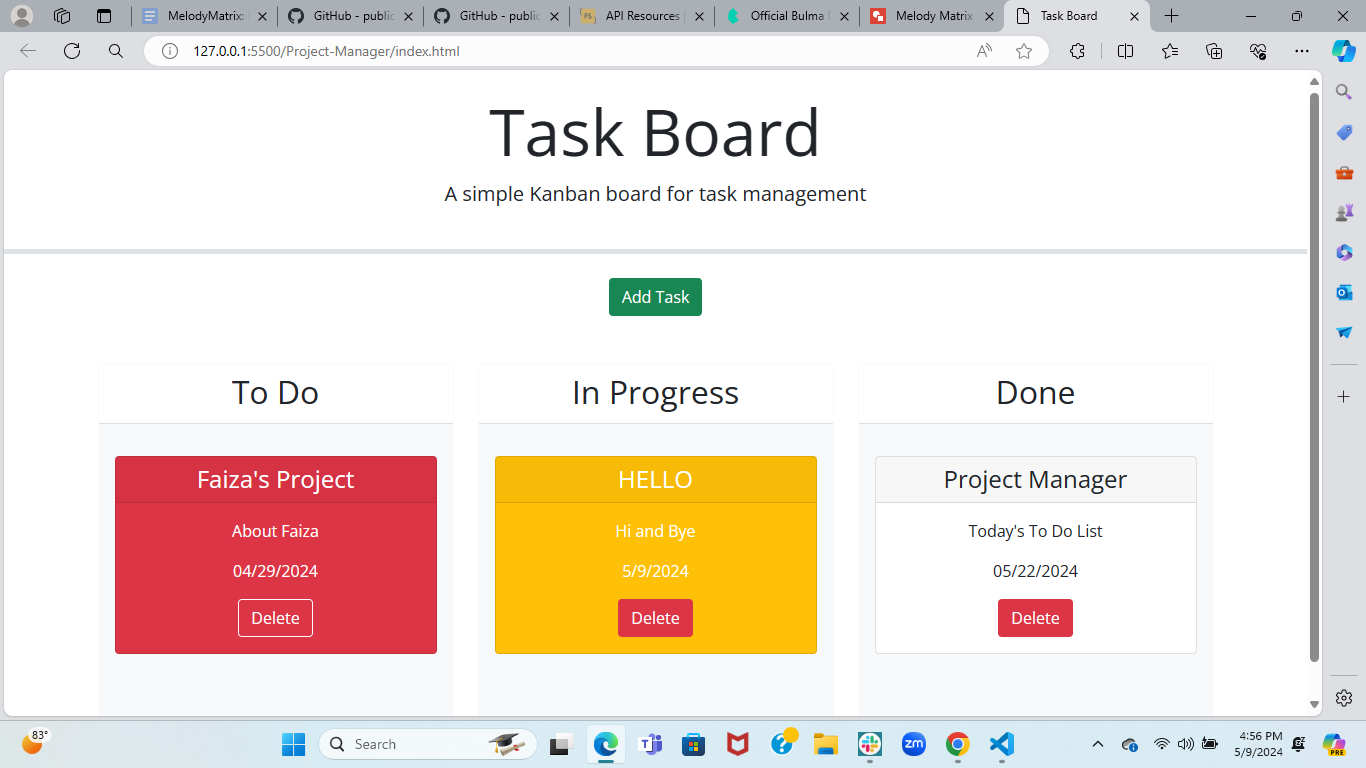 MelodyMatrix:
GitHub - public
GitHub - publ
API Resources
Official Bulma
Melody Matrix
Task Board
127.0.0.1:5500/Project-Manager/index.html
Task Board
A simple Kanban board for task management
Add Task
To Do
In Progress
Done
Faiza's Project
About Faiza
04/29/2024
Delete
HELLO
Hi and Bye
5/9/2024
Delete
Project Manager
Today's To Do List
05/22/2024
Delete
83°
Search
zm
4:56 PM
5/9/2024
PRE